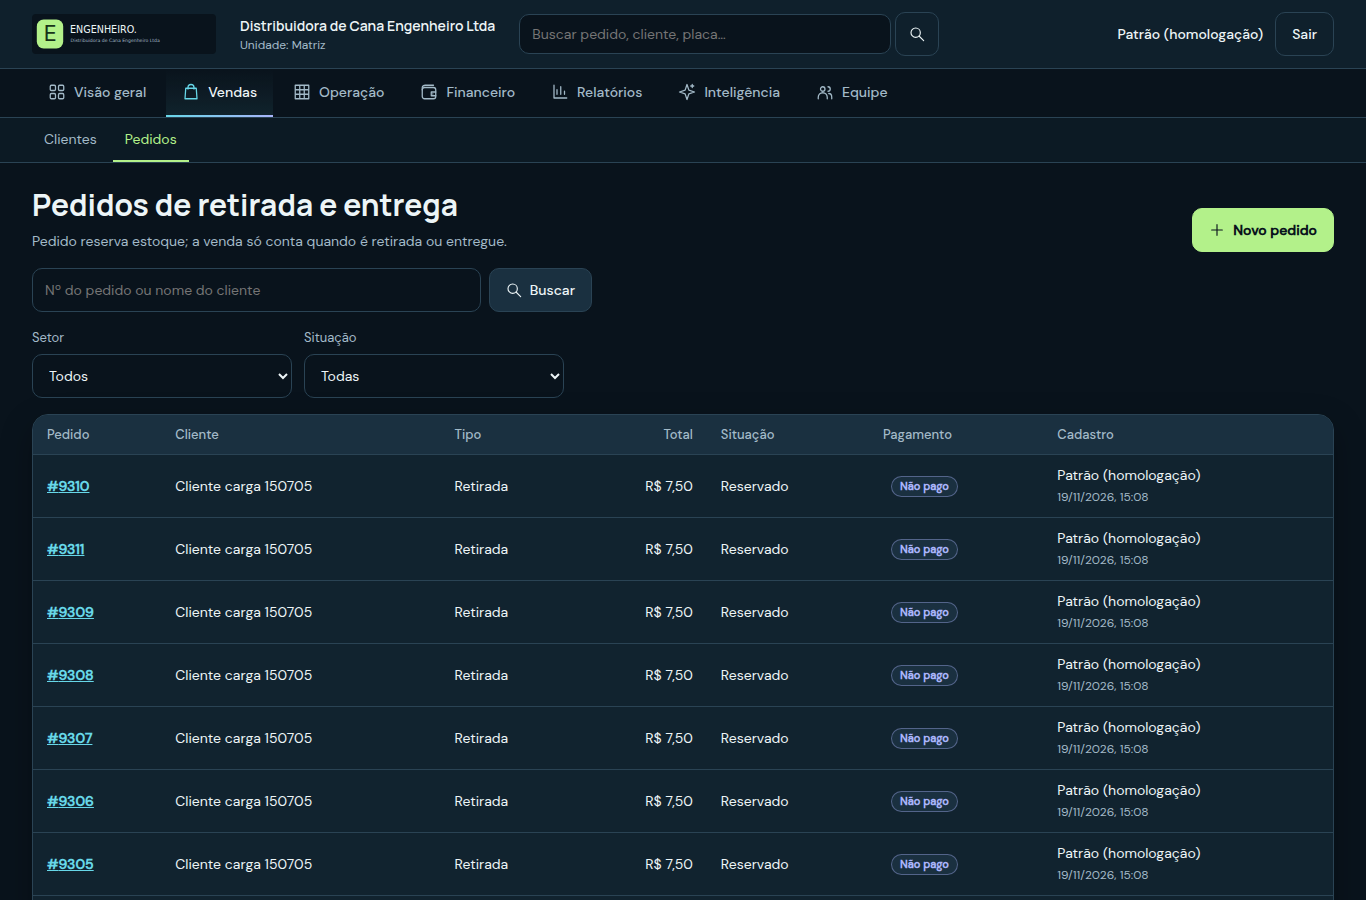 E ENGENHEIRO.
Distribuidora de Cana Engenheiro Ltda
Distribuidora de Cana Engenheiro Ltda
Unidade: Matriz
Buscar pedido, cliente, placa...
Patrão (homologação)
Sair
Visão geral
Vendas
Operação
Financeiro
Relatórios
Inteligência
Equipe
Clientes
Pedidos
Pedidos de retirada e entrega
Pedido reserva estoque; a venda só conta quando é retirada ou entregue.
Novo pedido
Nº do pedido ou nome do cliente
Buscar
Setor
Situação
Todos
Todas
Pedido Cliente Tipo Total Situação Pagamento Cadastro
#9310 Cliente carga 150705 Retirada R$ 7,50 Reservado Não pago Patrão (homologação)
19/11/2026, 15:08
#9311 Cliente carga 150705 Retirada R$ 7,50 Reservado Não pago Patrão (homologação)
19/11/2026, 15:08
#9309 Cliente carga 150705 Retirada R$ 7,50 Reservado Não pago Patrão (homologação)
19/11/2026, 15:08
#9308 Cliente carga 150705 Retirada R$ 7,50 Reservado Não pago Patrão (homologação)
19/11/2026, 15:08
#9307 Cliente carga 150705 Retirada R$ 7,50 Reservado Não pago Patrão (homologação)
19/11/2026, 15:08
#9306 Cliente carga 150705 Retirada R$ 7,50 Reservado Não pago Patrão (homologação)
19/11/2026, 15:08
#9305 Cliente carga 150705 Retirada R$ 7,50 Reservado Não pago Patrão (homologação)
19/11/2026, 15:08